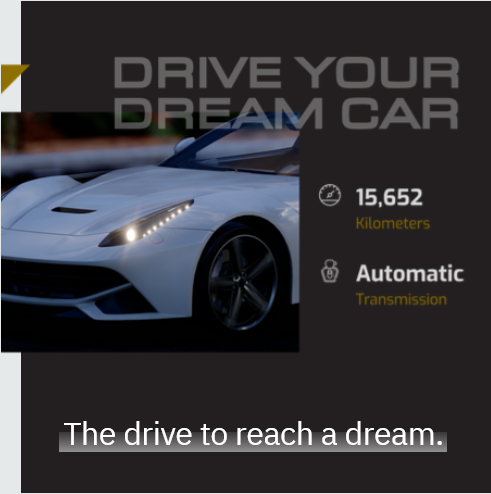 DRIVE YOUR
DREAM CAR
15,652
Kilometers
Automatic
Transmission
The drive to reach a dream.